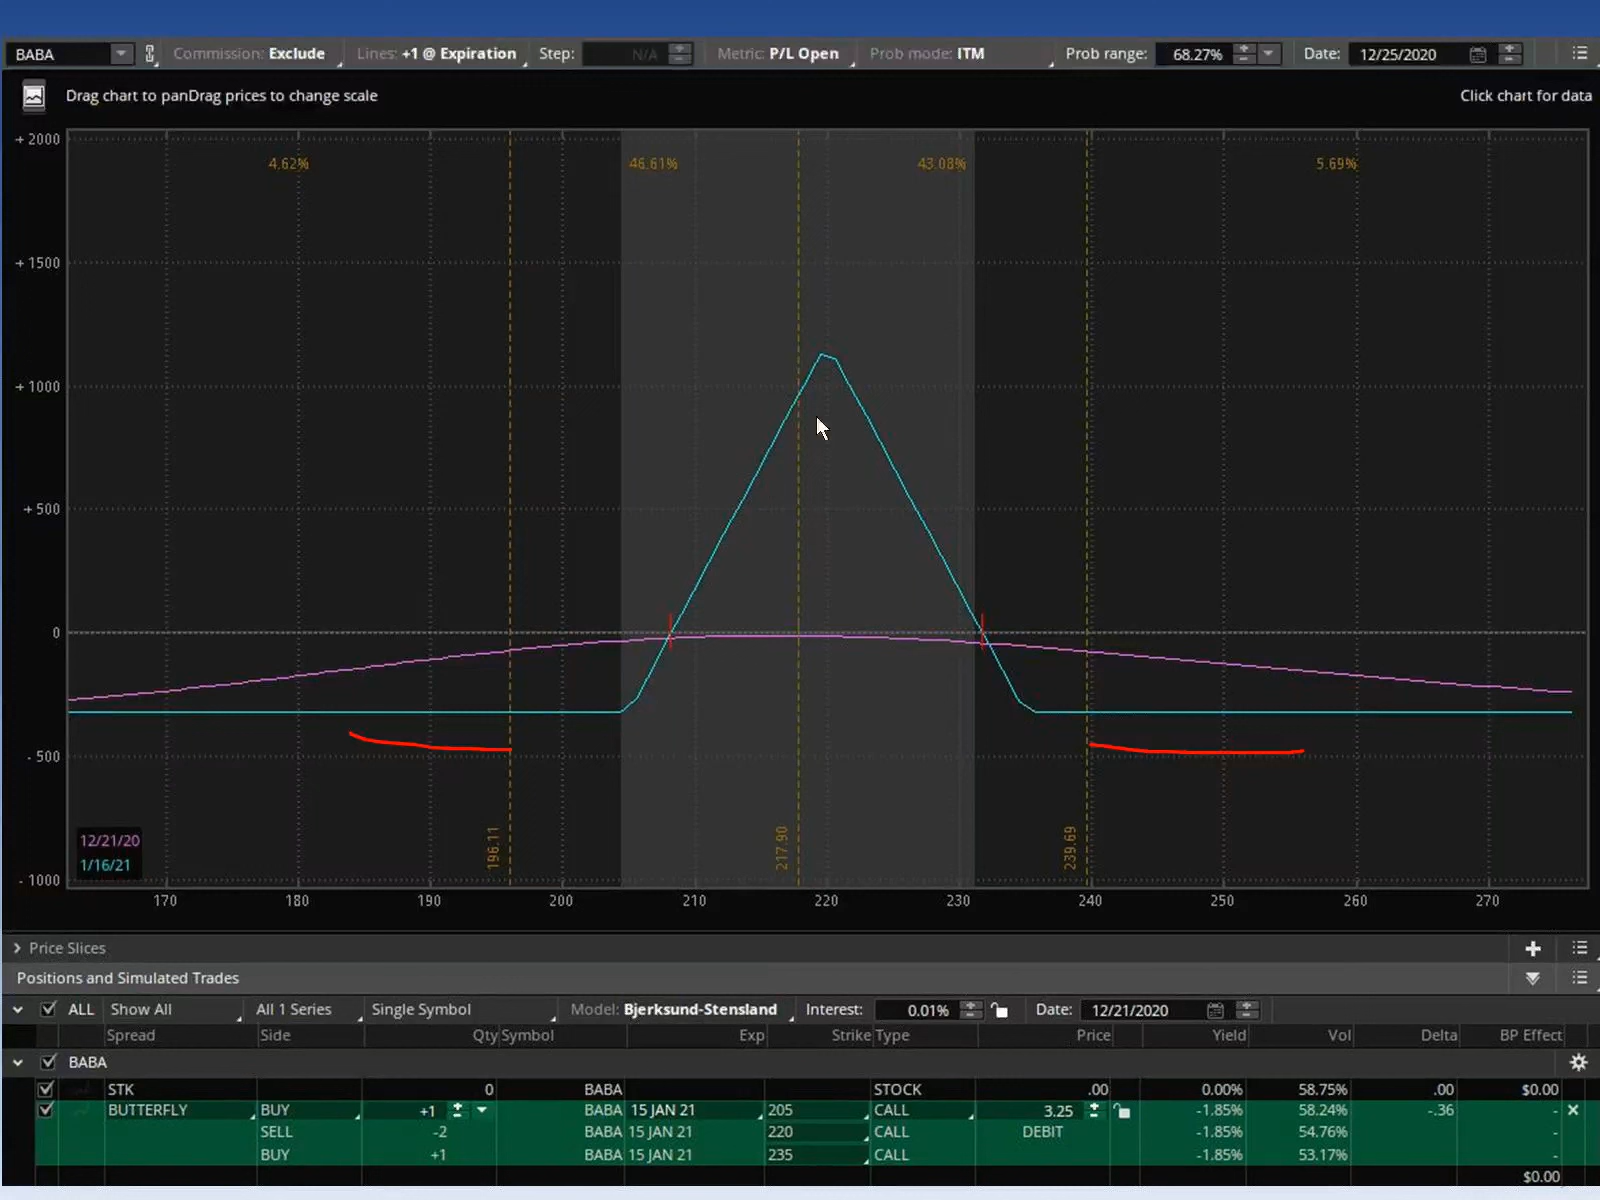 BABA Commission: Exclude Lines: +1 @ Expiration Step: N/A Metric: P/L Open Prob mode: ITM Prob range: 68.27% Date: 12/25/2020
Drag chart to panDrag prices to change scale Click chart for data
+ 2000
4.62% 46.61% 43.08% 5.69%
+ 1500
+ 1000
+ 500
0
- 500
196.11 217.90 239.69
12/21/20
1/16/21
- 1000
170 180 190 200 210 220 230 240 250 260 270
Price Slices
Positions and Simulated Trades
ALL Show All All 1 Series Single Symbol Model: Bjerksund-Stensland Interest: 0.01% Date: 12/21/2020
Spread Side Qty Symbol Exp Strike Type Price Yield Vol Delta BP Effect
BABA
STK 0 BABA STOCK .00 0.00% 58.75% .00 $0.00
BUTTERFLY BUY +1 BABA 15 JAN 21 205 CALL 3.25 -1.85% 58.24% -.36 -
SELL -2 BABA 15 JAN 21 220 CALL DEBIT -1.85% 54.76% -
BUY +1 BABA 15 JAN 21 235 CALL -1.85% 53.17% -
$0.00